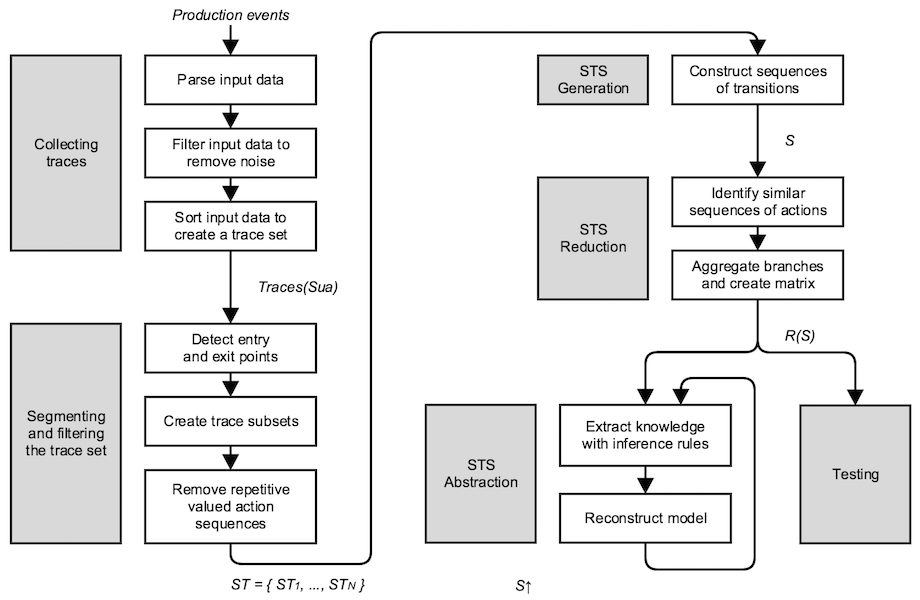 Production events
Collecting
traces
Parse input data
Filter input data to
remove noise
Sort input data to
create a trace set
Traces(Sua)
Segmenting
and filtering
the trace set
Detect entry
and exit points
Create trace subsets
Remove repetitive
valued action
sequences
ST = { ST1, ..., STN }
STS
Generation
Construct sequences
of transitions
S
STS
Reduction
Identify similar
sequences of actions
Aggregate branches
and create matrix
R(S)
STS
Abstraction
Extract knowledge
with inference rules
Reconstruct model
S↑
Testing